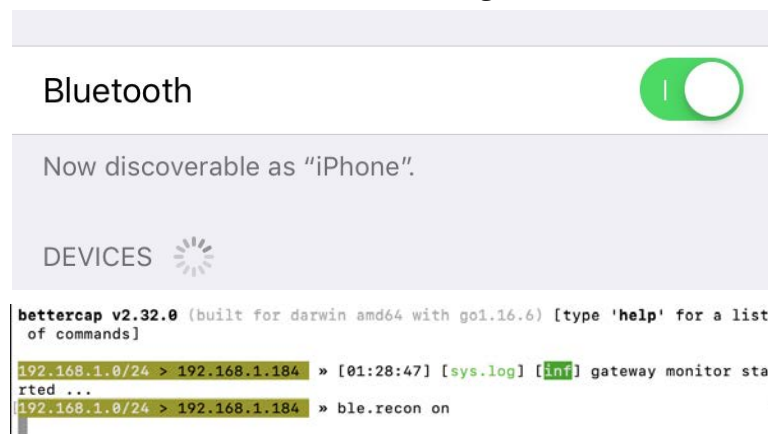 Bluetooth
Now discoverable as “iPhone”.
DEVICES
bettercap v2.32.0 (built for darwin amd64 with go1.16.6) [type 'help' for a list
of commands]
192.168.1.0/24 > 192.168.1.184 » [01:28:47] [sys.log] [inf] gateway monitor sta
rted ...
192.168.1.0/24 > 192.168.1.184 » ble.recon on